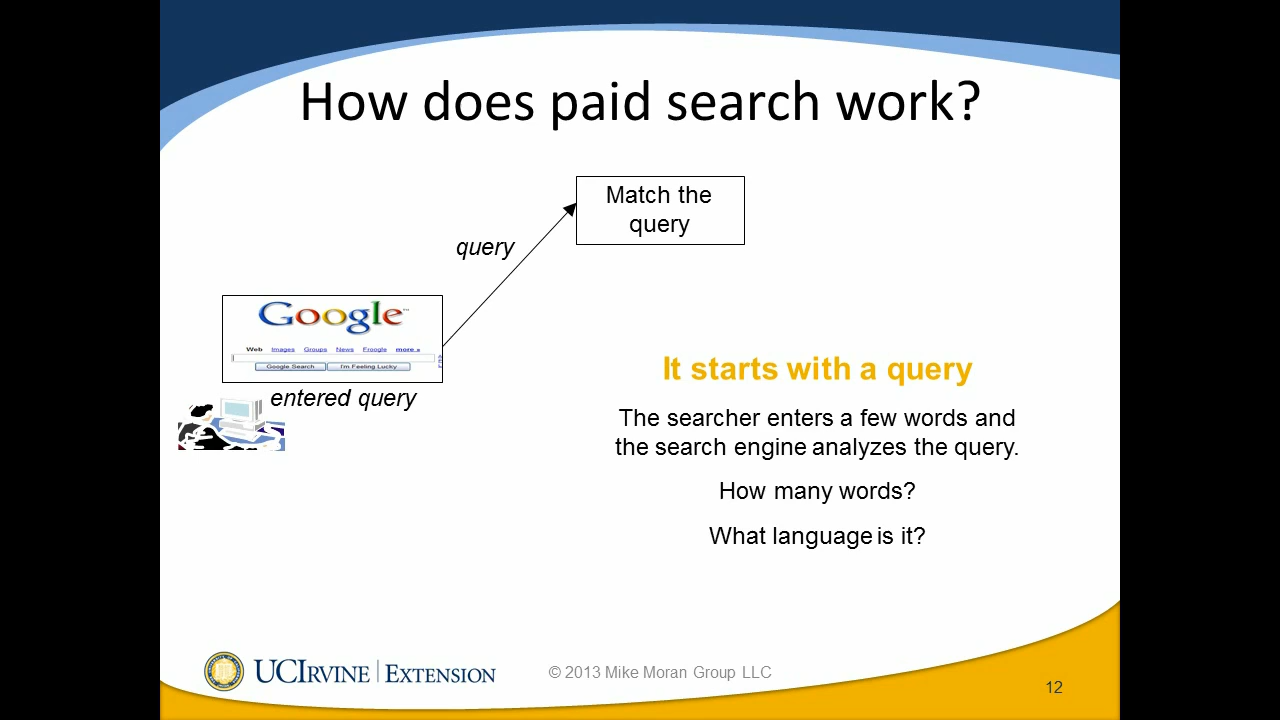 How does paid search work?
Match the
query
query
Google™
Web Images Groups News Froogle more »
Google Search I'm Feeling Lucky
entered query
It starts with a query
The searcher enters a few words and
the search engine analyzes the query.
How many words?
What language is it?
UCIRVINE | EXTENSION
© 2013 Mike Moran Group LLC
12